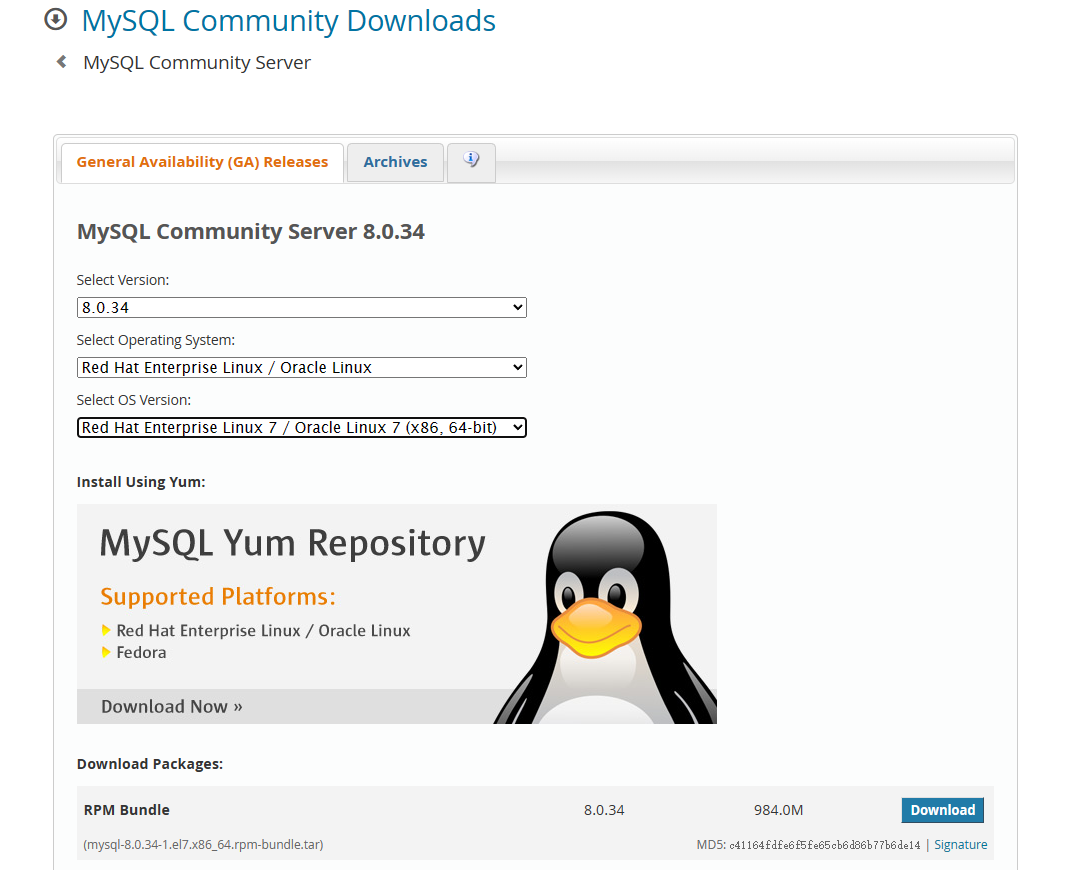 MySQL Community Downloads
MySQL Community Server
General Availability (GA) Releases Archives
MySQL Community Server 8.0.34
Select Version:
8.0.34
Select Operating System:
Red Hat Enterprise Linux / Oracle Linux
Select OS Version:
Red Hat Enterprise Linux 7 / Oracle Linux 7 (x86, 64-bit)
Install Using Yum:
MySQL Yum Repository
Supported Platforms:
Red Hat Enterprise Linux / Oracle Linux
Fedora
Download Now »
Download Packages:
RPM Bundle 8.0.34 984.0M Download
(mysql-8.0.34-1.el7.x86_64.rpm-bundle.tar) MD5: c41164fdfe6f5fe65cb6d86b77b6de14 | Signature